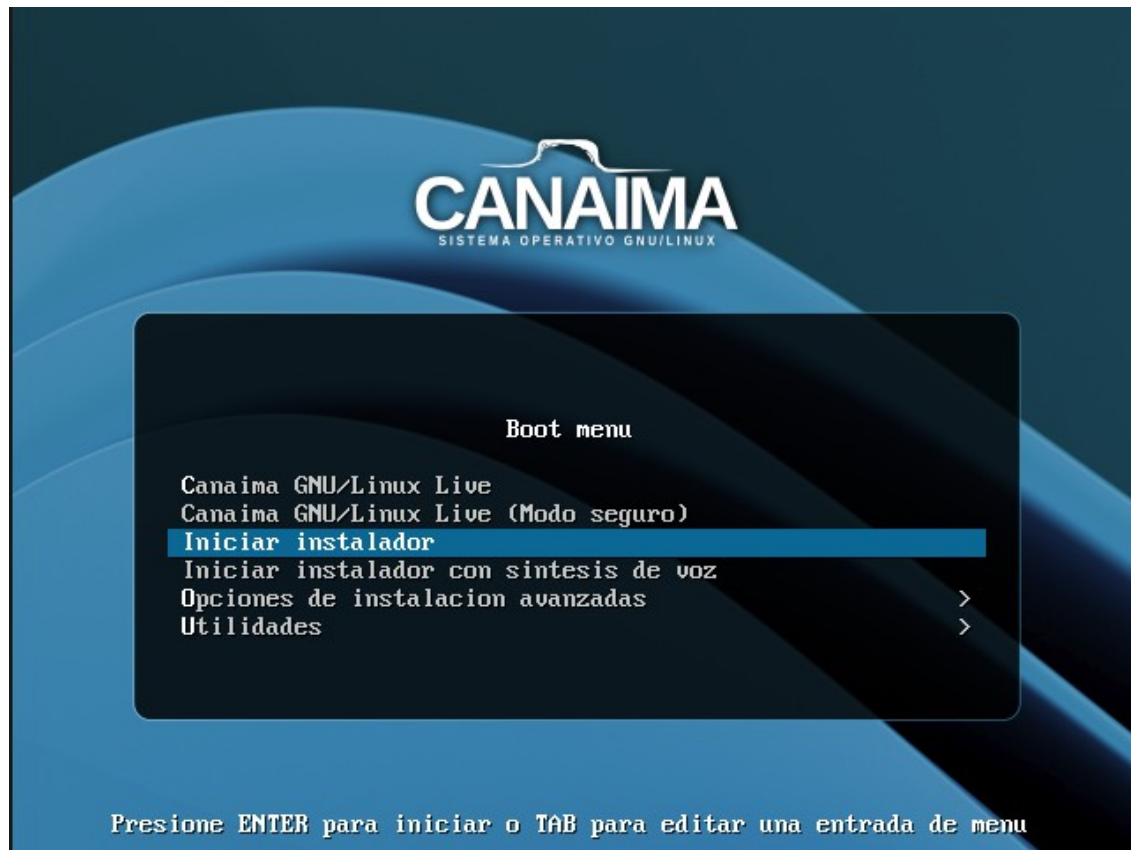 CANAIMA
SISTEMA OPERATIVO GNU/LINUX
Boot menu
Canaima GNU/Linux Live
Canaima GNU/Linux Live (Modo seguro)
Iniciar instalador
Iniciar instalador con sintesis de voz
Opciones de instalacion avanzadas >
Utilidades >
Presione ENTER para iniciar o TAB para editar una entrada de menu